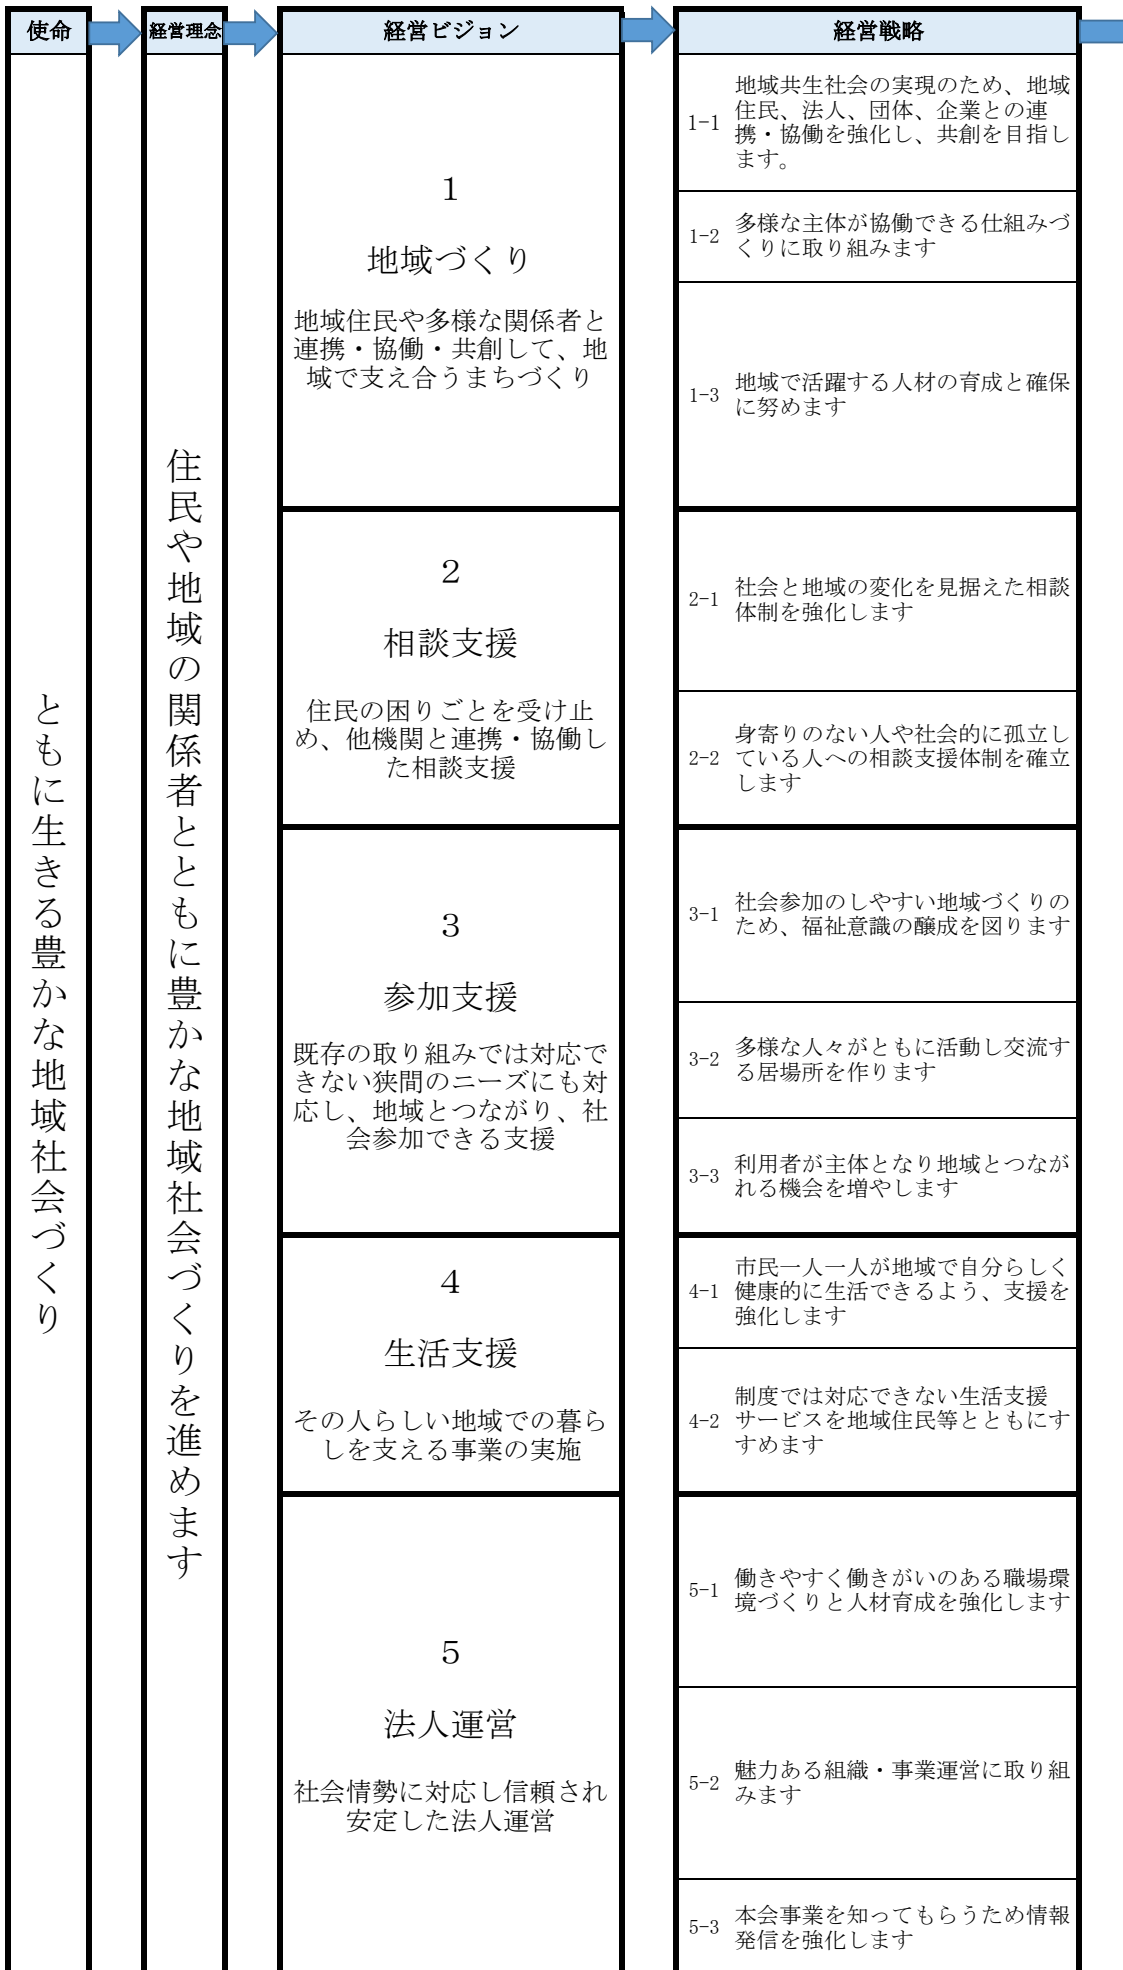 使命
経営理念
経営ビジョン
経営戦略
ともに生きる豊かな地域社会づくり
住民や地域の関係者とともに豊かな地域社会づくりを進めます
1
地域づくり
地域住民や多様な関係者と
連携・協働・共創して、地
域で支え合うまちづくり
1-1
地域共生社会の実現のため、地域
住民、法人、団体、企業との連
携・協働を強化し、共創を目指し
ます。
1-2
多様な主体が協働できる仕組みづ
くりに取り組みます
1-3
地域で活躍する人材の育成と確保
に努めます
2
相談支援
住民の困りごとを受け止
め、他機関と連携・協働し
た相談支援
2-1
社会と地域の変化を見据えた相談
体制を強化します
2-2
身寄りのない人や社会的に孤立し
ている人への相談支援体制を確立
します
3
参加支援
既存の取り組みでは対応で
きない狭間のニーズにも対
応し、地域とつながり、社
会参加できる支援
3-1
社会参加のしやすい地域づくりの
ため、福祉意識の醸成を図ります
3-2
多様な人々がともに活動し交流す
る居場所を作ります
3-3
利用者が主体となり地域とつなが
れる機会を増やします
4
生活支援
その人らしい地域での暮ら
しを支える事業の実施
4-1
市民一人一人が地域で自分らしく
健康的に生活できるよう、支援を
強化します
4-2
制度では対応できない生活支援
サービスを地域住民等とともにす
すめます
5
法人運営
社会情勢に対応し信頼され
安定した法人運営
5-1
働きやすく働きがいのある職場環
境づくりと人材育成を強化します
5-2
魅力ある組織・事業運営に取り組
みます
5-3
本会事業を知ってもらうため情報
発信を強化します